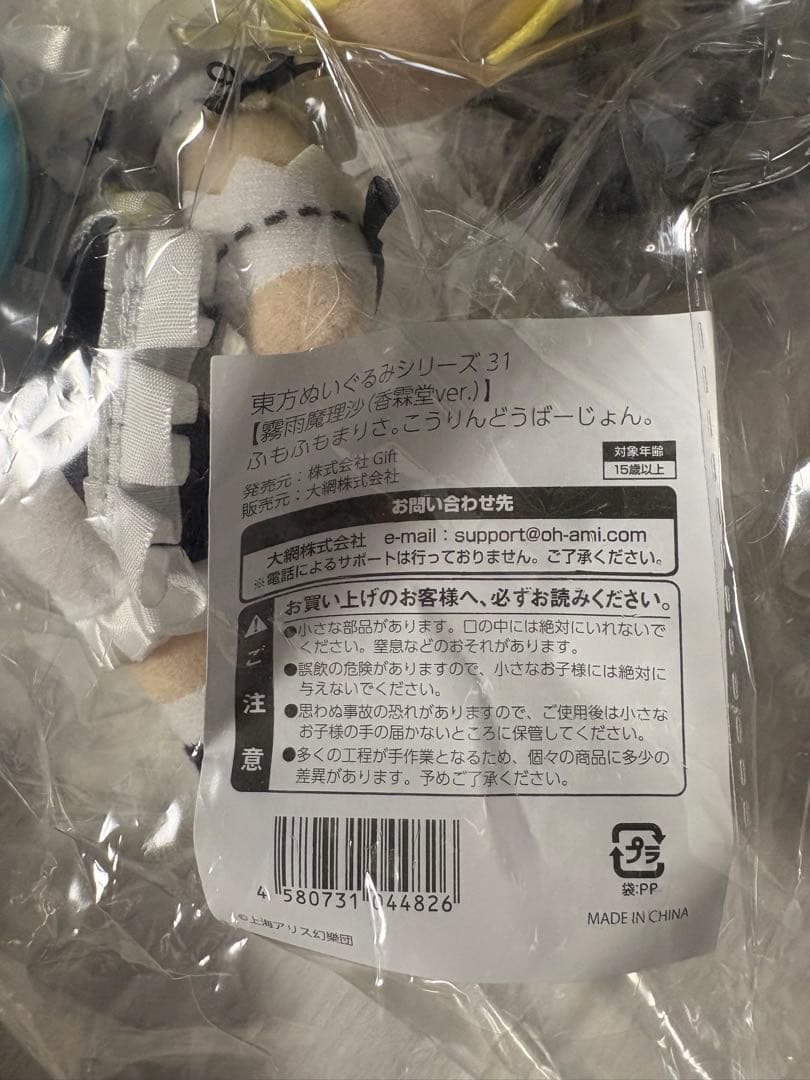 東方ぬいぐるみシリーズ 31
【霧雨魔理沙(香霖堂ver.)】
ふもふもまりさ。こうりんどうばーじょん。
発売元：株式会社 Gift
販売元：大網株式会社
対象年齢
15歳以上
お問い合わせ先
大網株式会社　e-mail：support@oh-ami.com
※電話によるサポートは行っておりません。ご了承ください。
ご注意
お買い上げのお客様へ、必ずお読みください。
●小さな部品があります。口の中には絶対にいれないで
ください。窒息などのおそれがあります。
●誤飲の危険がありますので、小さなお子様には絶対に
与えないでください。
●思わぬ事故の恐れがありますので、ご使用後は小さな
お子様の手の届かないところに保管してください。
●多くの工程が手作業となるため、個々の商品に多少の
差異があります。予めご了承ください。
4 580731 044826
プラ
袋:PP
©上海アリス幻樂団
MADE IN CHINA